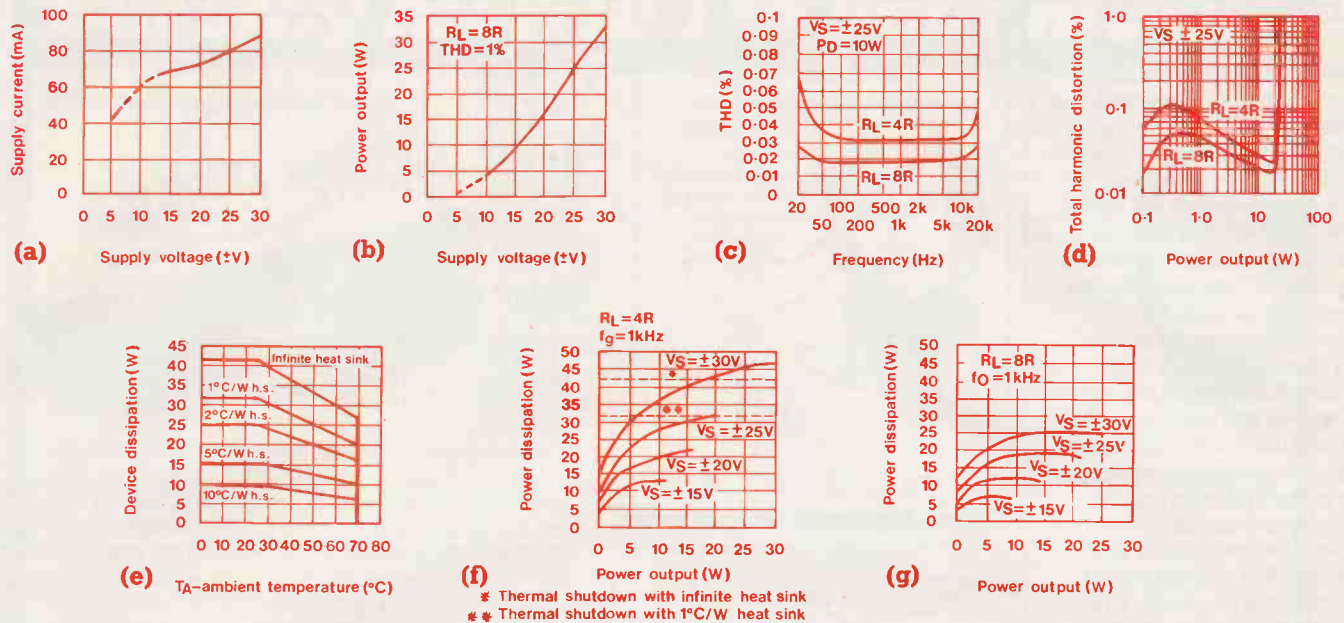 Supply current (mA)
100
80
60
40
20
0
0 5 10 15 20 25 30
(a)
Supply voltage (±V)
Power output (W)
35
30
25
20
15
10
5
0
RL=8R
THD=1%
0 5 10 15 20 25 30
(b)
Supply voltage (±V)
THD (%)
0·1
0·09
0·08
0·07
0·06
0·05
0·04
0·03
0·02
0·01
0
VS=±25V
PD=10W
RL=4R
RL=8R
20 100 500 2k 10k
50 200 1k 5k 20k
(c)
Frequency (Hz)
Total harmonic distortion (%)
1·0
0·1
0·01
VS ±25V
RL=4R
RL=8R
0·1 1·0 10 100
(d)
Power output (W)
Device dissipation (W)
45
40
35
30
25
20
15
10
5
0
Infinite heat sink
1°C/W h.s.
2°C/W h.s.
5°C/W h.s.
10°C/W h.s.
0 10 20 30 40 50 60 70 80
(e)
TA-ambient temperature (°C)
RL=4R
fg=1kHz
Power dissipation (W)
50
45
40
35
30
25
20
15
10
5
0
VS=±30V
*
**
VS=±25V
VS=±20V
VS=±15V
0 5 10 15 20 25 30
(f)
Power output (W)
* Thermal shutdown with infinite heat sink
** Thermal shutdown with 1°C/W heat sink
Power dissipation (W)
50
45
40
35
30
25
20
15
10
5
0
RL=8R
fO=1kHz
VS=±30V
VS=±25V
VS=±20V
VS=±15V
0 5 10 15 20 25 30
(g)
Power output (W)